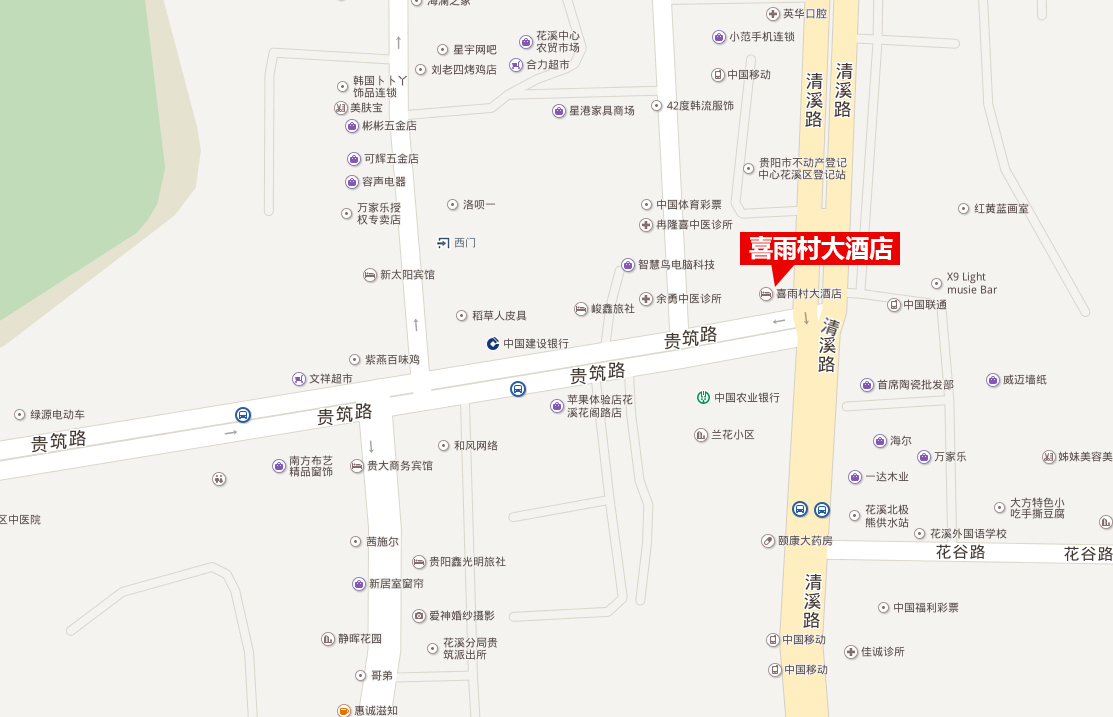 海澜之家
英华口腔
花溪中心
农贸市场
小范手机连锁
星宇网吧
刘老四烤鸡店
合力超市
中国移动
清溪路
清溪路
韩国卜卜丫
饰品连锁
美肤宝
星港家具商场
42度韩流服饰
彬彬五金店
可辉五金店
贵阳市不动产登记
中心花溪区登记站
容声电器
万家乐授
权专卖店
洛呗一
中国体育彩票
冉隆喜中医诊所
红黄蓝画室
西门
喜雨村大酒店
新太阳宾馆
智慧鸟电脑科技
X9 Light
musie Bar
余勇中医诊所
喜雨村大酒店
中国联通
峻鑫旅社
稻草人皮具
清溪路
中国建设银行
贵筑路
紫燕百味鸡
文祥超市
贵筑路
首席陶瓷批发部
威迈墙纸
苹果体验店花
溪花阁路店
中国农业银行
绿源电动车
贵筑路
贵筑路
兰花小区
海尔
和风网络
万家乐
姊妹美容美
南方布艺
精品窗饰
贵大商务宾馆
一达木业
区中医院
花溪北极
熊供水站
大方特色小
吃手撕豆腐
茜施尔
颐康大药房
花溪外国语学校
花谷路
花谷路
贵阳鑫光明旅社
新居室窗帘
清溪路
爱神婚纱摄影
中国福利彩票
静晖花园
花溪分局贵
筑派出所
中国移动
佳诚诊所
哥弟
中国移动
惠诚滋知